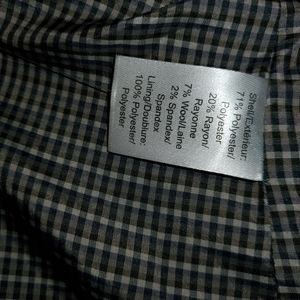 Shell/Extérieur:
71% Polyester/
Polyester
20% Rayon/
Rayonne
7% Wool/Laine
2% Spandex/
Spandex
Lining/Doublure:
100% Polyester/
Polyester